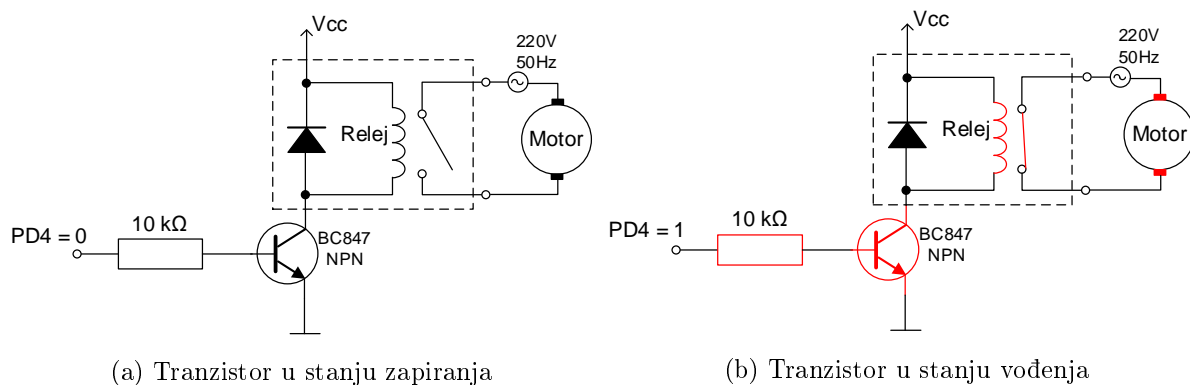 Vcc
220V
50Hz
Relej
Motor
PD4 = 0
10 kΩ
BC847
NPN
(a) Tranzistor u stanju zapiranja
Vcc
220V
50Hz
Relej
Motor
PD4 = 1
10 kΩ
BC847
NPN
(b) Tranzistor u stanju vođenja